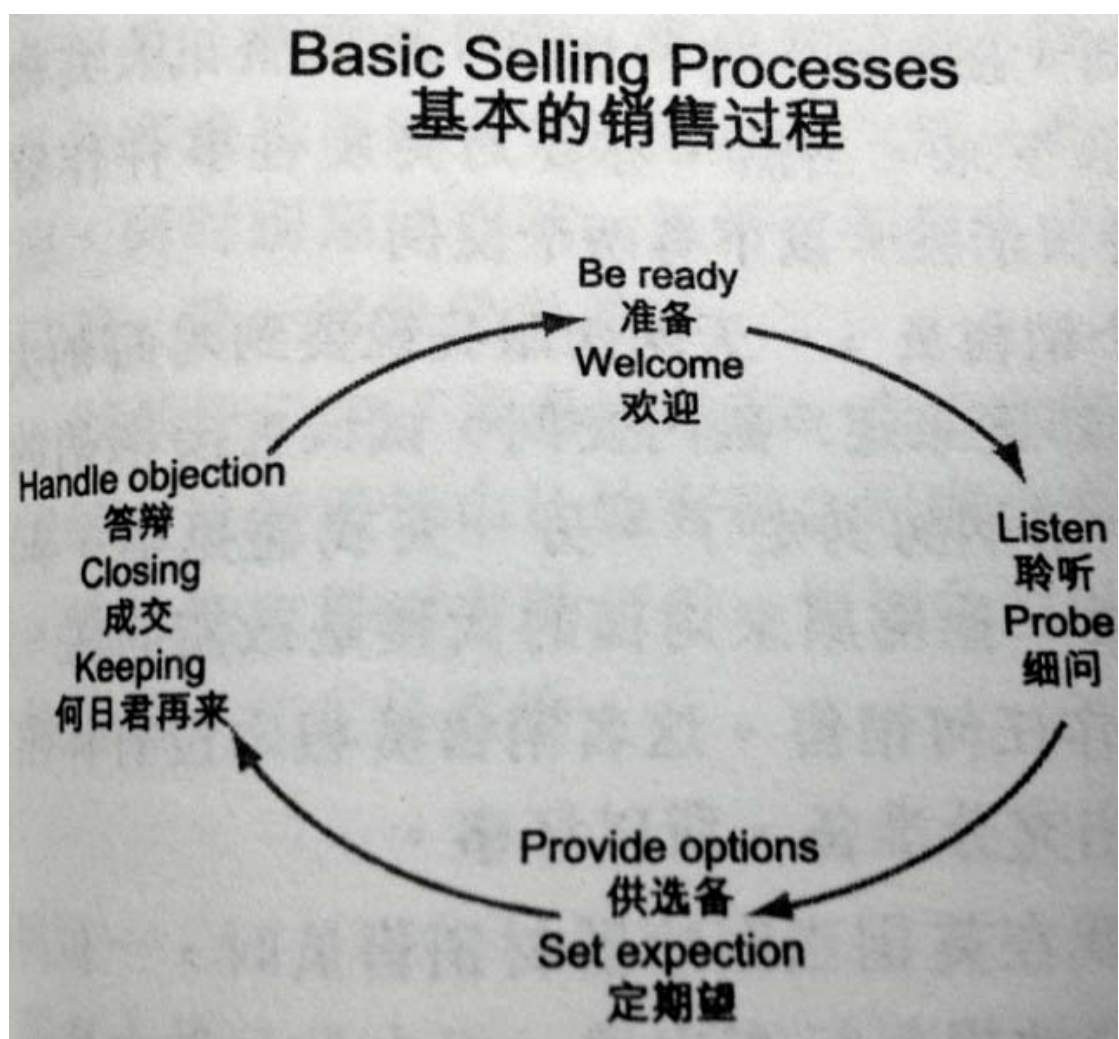 Basic Selling Processes
基本的销售过程
Be ready
准备
Welcome
欢迎
Listen
聆听
Probe
细问
Provide options
供选备
Set expection
定期望
Handle objection
答辩
Closing
成交
Keeping
何日君再来